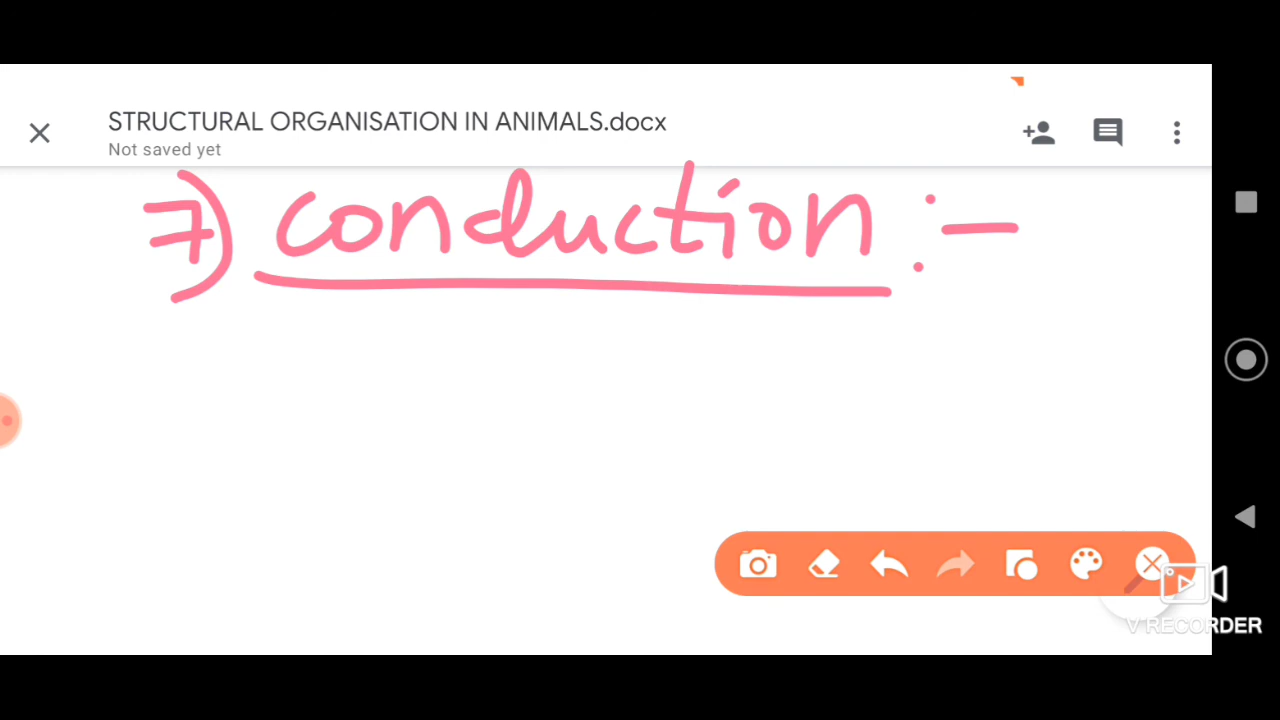 STRUCTURAL ORGANISATION IN ANIMALS.docx
Not saved yet
7) conduction :-
V RECORDER